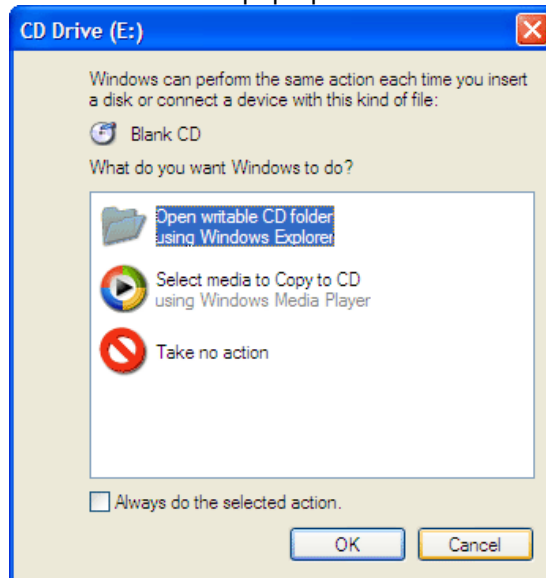 CD Drive (E:)
Windows can perform the same action each time you insert
a disk or connect a device with this kind of file:
Blank CD
What do you want Windows to do?
Open writable CD folder
using Windows Explorer
Select media to Copy to CD
using Windows Media Player
Take no action
Always do the selected action.
OK
Cancel